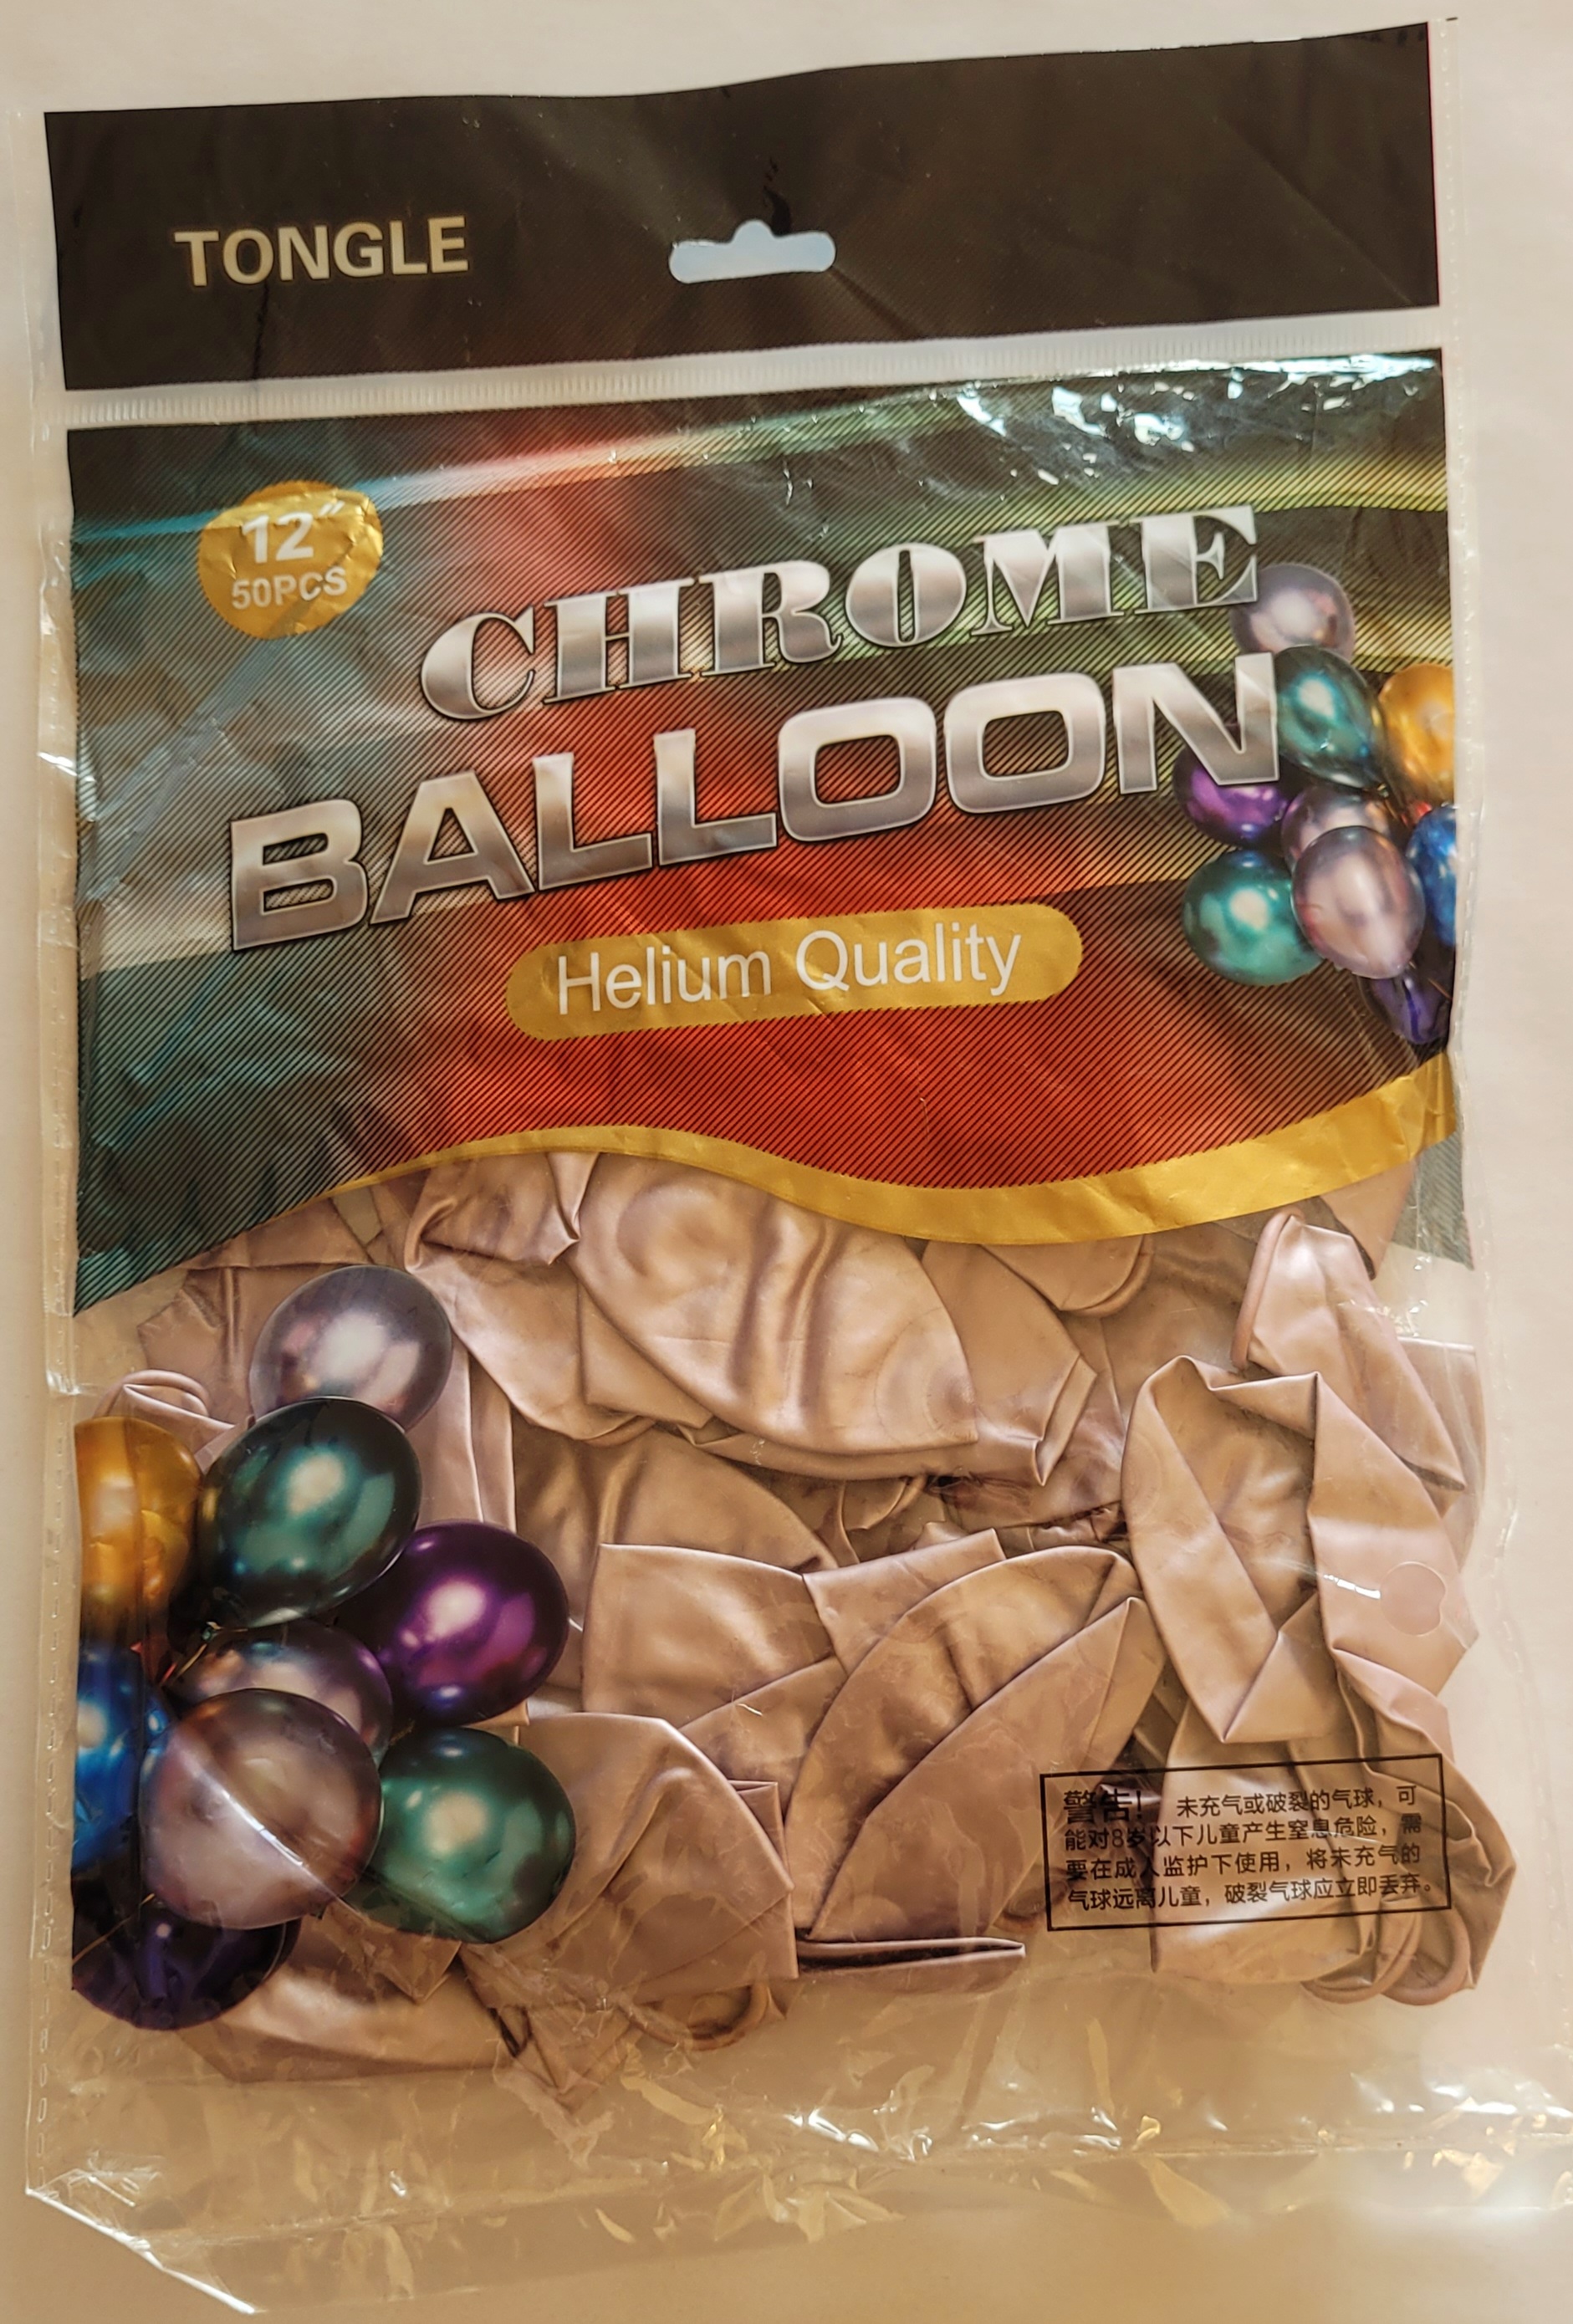 TONGLE
12"
50PCS
CHROME
BALLOON
Helium Quality
警告! 未充气或破裂的气球，可
能对8岁以下儿童产生窒息危险，需
要在成人监护下使用，将未充气的
气球远离儿童，破裂气球应立即丢弃。